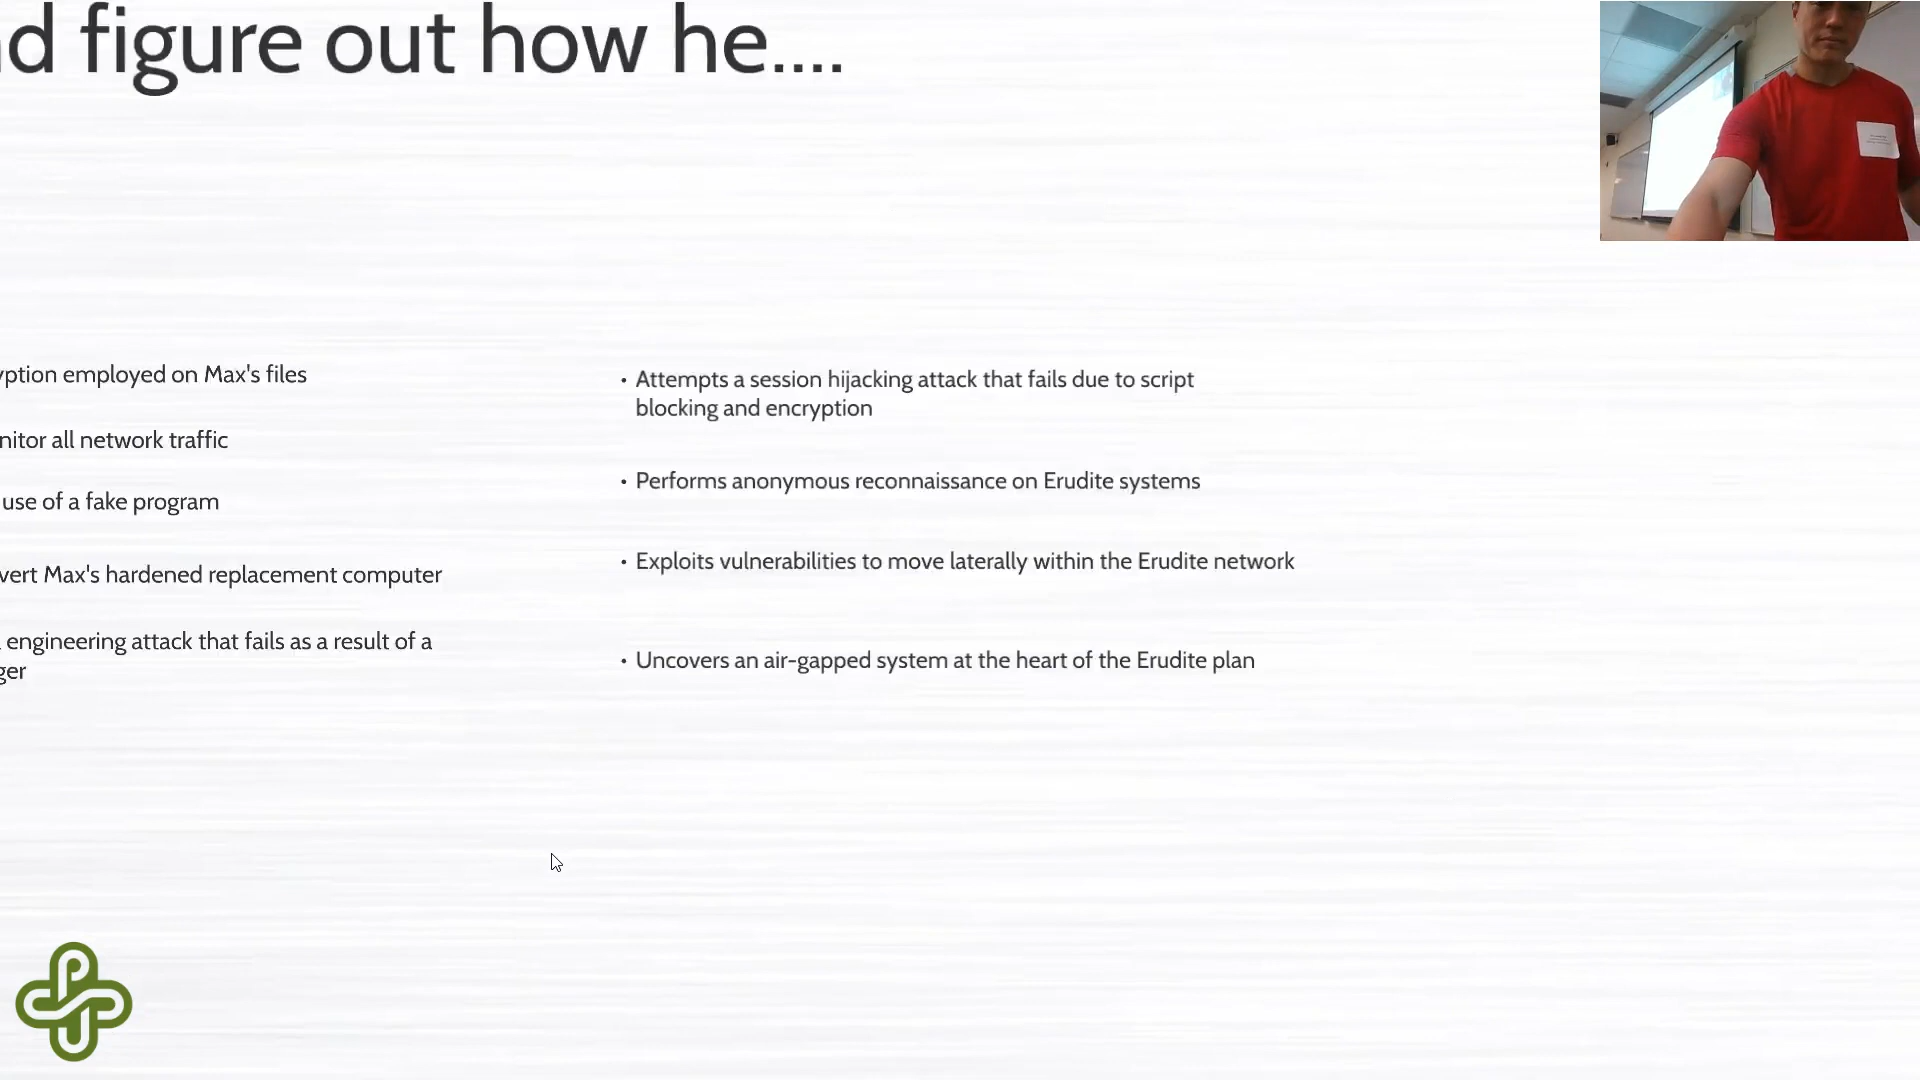 d figure out how he....
yption employed on Max's files
nitor all network traffic
use of a fake program
vert Max's hardened replacement computer
engineering attack that fails as a result of a
ger
• Attempts a session hijacking attack that fails due to script
blocking and encryption
• Performs anonymous reconnaissance on Erudite systems
• Exploits vulnerabilities to move laterally within the Erudite network
• Uncovers an air-gapped system at the heart of the Erudite plan